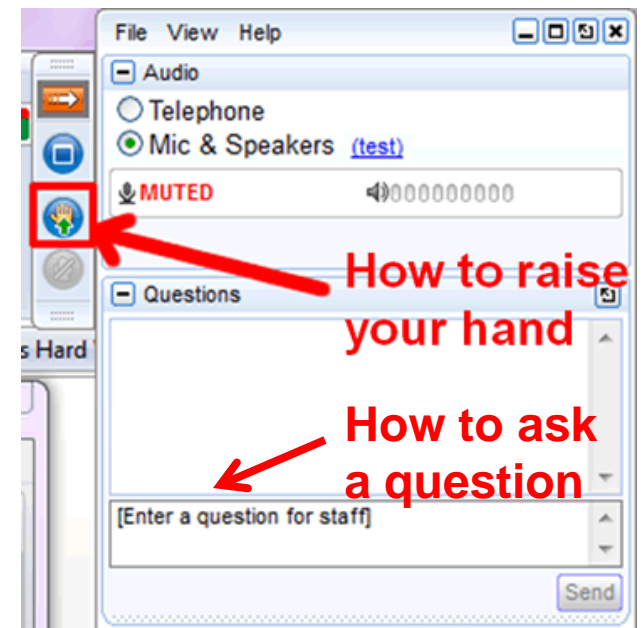 File View Help
Audio
Telephone
Mic & Speakers (test)
MUTED 000000000
How to raise
Questions
your hand
s Hard
How to ask
a question
[Enter a question for staff]
Send